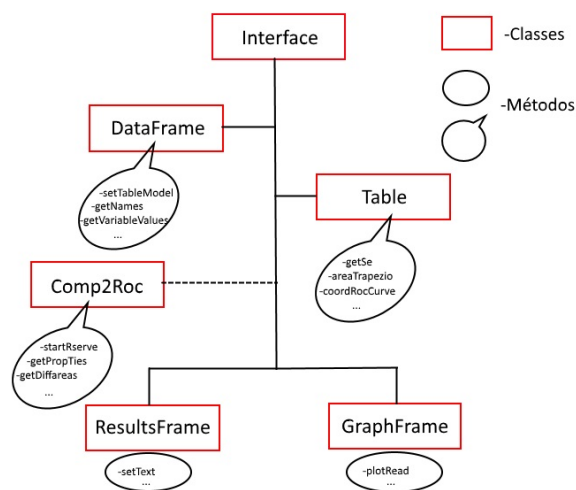 Interface
-Classes
-Métodos
DataFrame
-setTableModel
-getNames
-getVariableValues
...
Table
-getSe
-areaTrapezio
-coordRocCurve
...
Comp2Roc
-startRserve
-getPropTies
-getDiffareas
...
ResultsFrame
-setText
...
GraphFrame
-plotRead
...